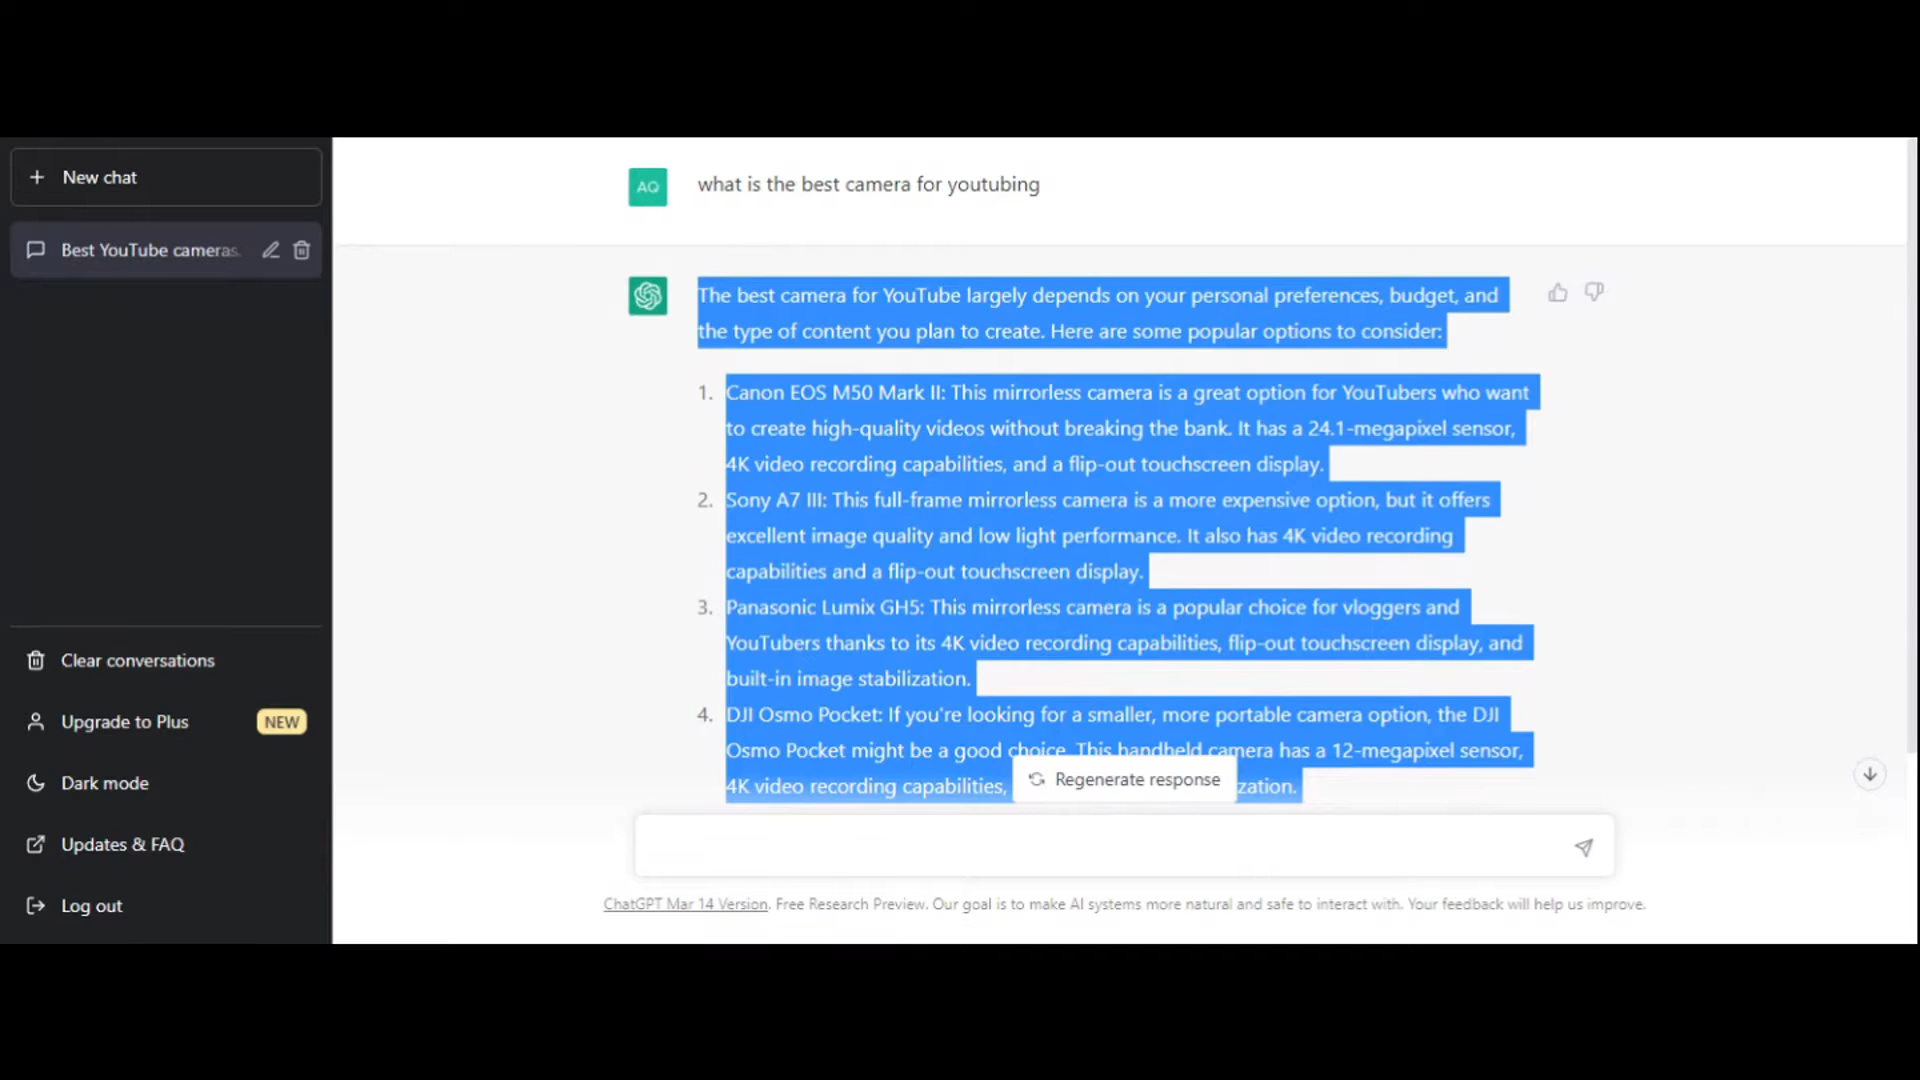 New chat
Best YouTube cameras.
Clear conversations
Upgrade to Plus NEW
Dark mode
Updates & FAQ
Log out
AQ what is the best camera for youtubing
The best camera for YouTube largely depends on your personal preferences, budget, and
the type of content you plan to create. Here are some popular options to consider:
1. Canon EOS M50 Mark II: This mirrorless camera is a great option for YouTubers who want
to create high-quality videos without breaking the bank. It has a 24.1-megapixel sensor,
4K video recording capabilities, and a flip-out touchscreen display.
2. Sony A7 III: This full-frame mirrorless camera is a more expensive option, but it offers
excellent image quality and low light performance. It also has 4K video recording
capabilities and a flip-out touchscreen display.
3. Panasonic Lumix GH5: This mirrorless camera is a popular choice for vloggers and
YouTubers thanks to its 4K video recording capabilities, flip-out touchscreen display, and
built-in image stabilization.
4. DJI Osmo Pocket: If you're looking for a smaller, more portable camera option, the DJI
Osmo Pocket might be a good choice. This handheld camera has a 12-megapixel sensor,
4K video recording capabilities, zation.
Regenerate response
ChatGPT Mar 14 Version. Free Research Preview. Our goal is to make AI systems more natural and safe to interact with. Your feedback will help us improve.